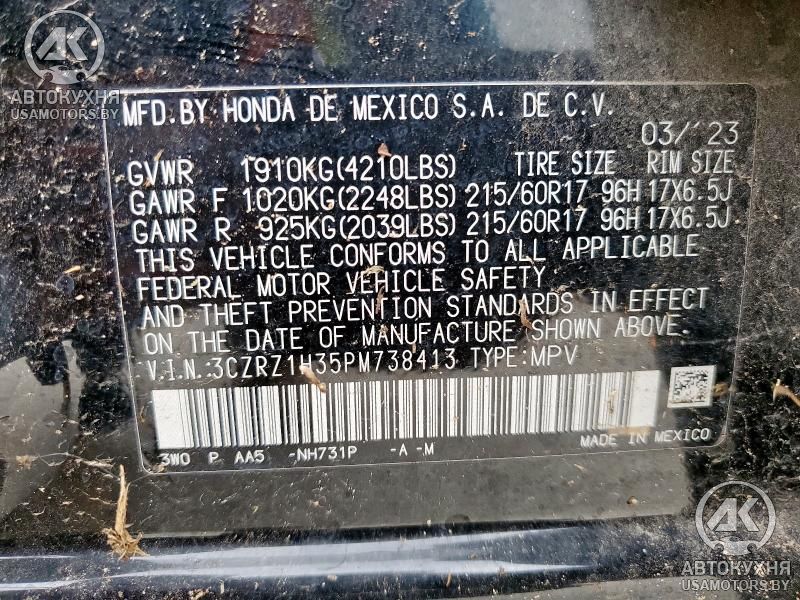 AK
АВТОКУХНЯ
USAMOTORS.BY
MFD.BY HONDA DE MEXICO S.A. DE C.V.
03/'23
GVWR 1910KG(4210LBS) TIRE SIZE RIM SIZE
GAWR F 1020KG(2248LBS) 215/60R17 96H 17X6.5J
GAWR R 925KG(2039LBS) 215/60R17 96H 17X6.5J
THIS VEHICLE CONFORMS TO ALL APPLICABLE
FEDERAL MOTOR VEHICLE SAFETY
AND THEFT PREVENTION STANDARDS IN EFFECT
ON THE DATE OF MANUFACTURE SHOWN ABOVE.
V.I.N.:3CZRZ1H35PM738413 TYPE:MPV
3W0 P AA5 -NH731P -A -M
MADE IN MEXICO
AK
АВТОКУХНЯ
USAMOTORS.BY